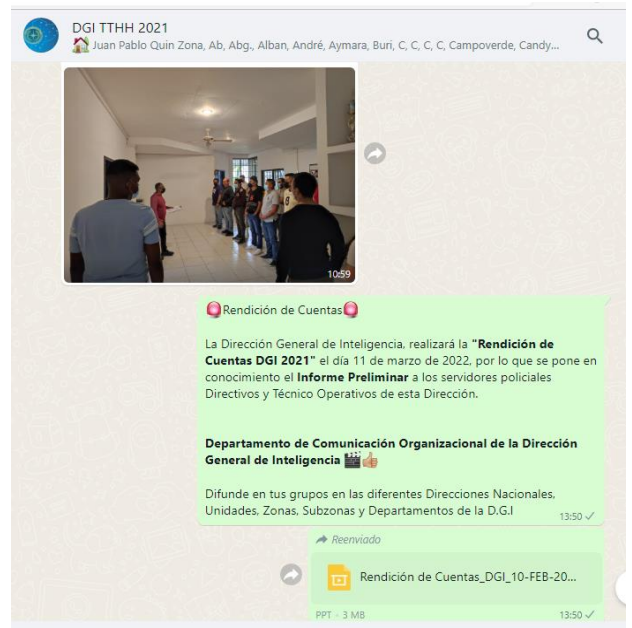 DGI TTHH 2021
Juan Pablo Quin Zona, Ab, Abg., Alban, André, Aymara, Buri, C, C, C, C, Campoverde, Candy...
10:59
Rendición de Cuentas
La Dirección General de Inteligencia, realizará la "Rendición de
Cuentas DGI 2021" el día 11 de marzo de 2022, por lo que se pone en
conocimiento el Informe Preliminar a los servidores policiales
Directivos y Técnico Operativos de esta Dirección.
Departamento de Comunicación Organizacional de la Dirección
General de Inteligencia
Difunde en tus grupos en las diferentes Direcciones Nacionales,
Unidades, Zonas, Subzonas y Departamentos de la D.G.I
13:50
Reenviado
Rendición de Cuentas_DGI_10-FEB-20...
PPT · 3 MB
13:50